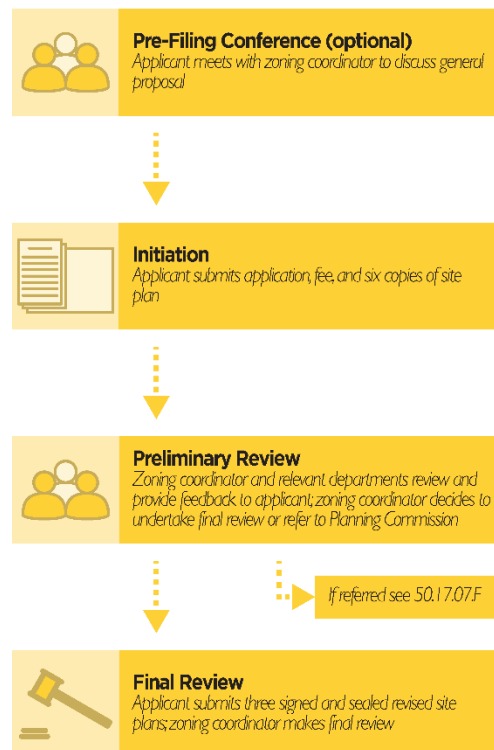 Pre-Filing Conference (optional)
Applicant meets with zoning coordinator to discuss general
proposal
Initiation
Applicant submits application, fee, and six copies of site
plan
Preliminary Review
Zoning coordinator and relevant departments review and
provide feedback to applicant; zoning coordinator decides to
undertake final review or refer to Planning Commission
If referred see 50.17.07.F
Final Review
Applicant submits three signed and sealed revised site
plans; zoning coordinator makes final review